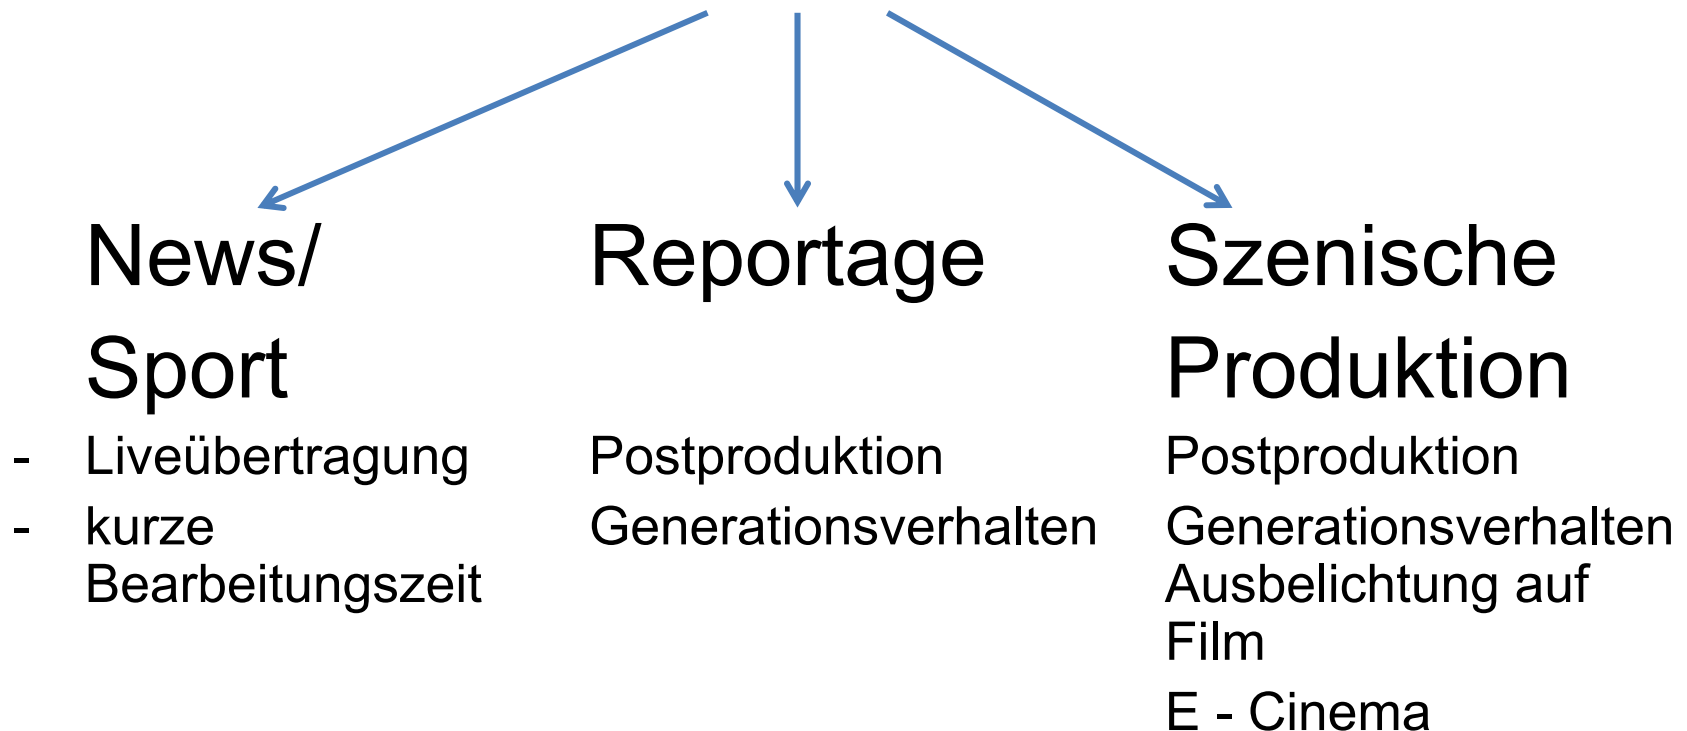 News/
Sport
- Liveübertragung
- kurze
Bearbeitungszeit
Reportage
Postproduktion
Generationsverhalten
Szenische
Produktion
Postproduktion
Generationsverhalten
Ausbelichtung auf
Film
E - Cinema